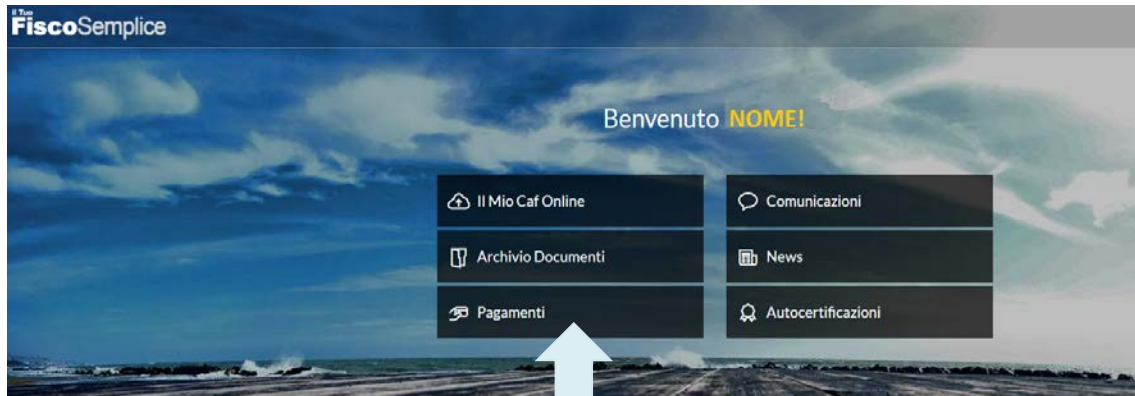 il Tuo
FiscoSemplice
Benvenuto NOME!
Il Mio Caf Online
Comunicazioni
Archivio Documenti
News
Pagamenti
Autocertificazioni